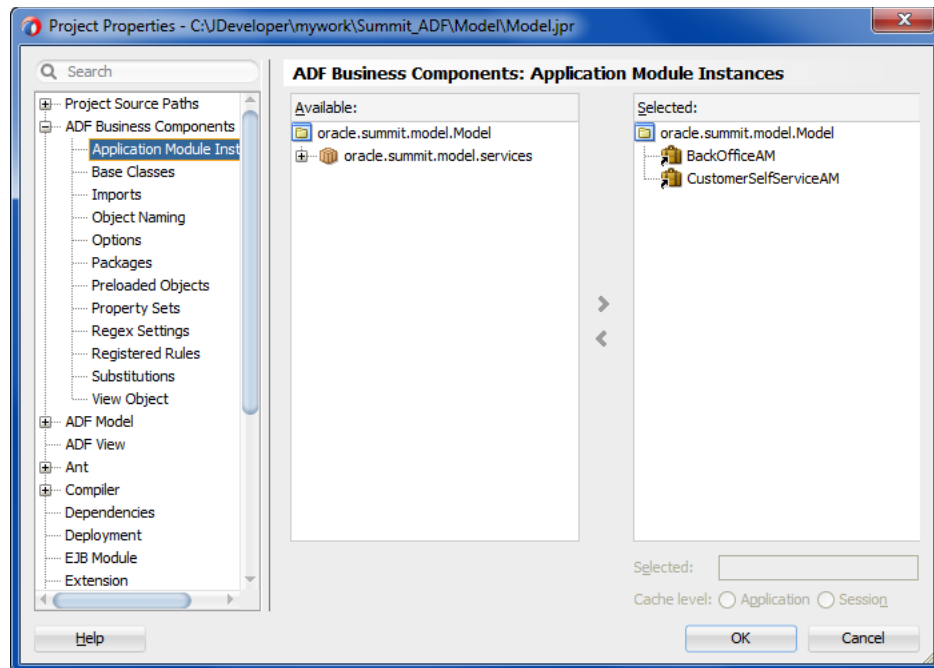 Project Properties - C:\JDeveloper\mywork\Summit_ADF\Model\Model.jpr
x
Search
Project Source Paths
ADF Business Components
Application Module Inst
Base Classes
Imports
Object Naming
Options
Packages
Preloaded Objects
Property Sets
Regex Settings
Registered Rules
Substitutions
View Object
ADF Model
ADF View
Ant
Compiler
Dependencies
Deployment
EJB Module
Extension
ADF Business Components: Application Module Instances
Available:
oracle.summit.model.Model
oracle.summit.model.services
Selected:
oracle.summit.model.Model
BackOfficeAM
CustomerSelfServiceAM
Selected:
Cache level: Application Session
Help
OK
Cancel